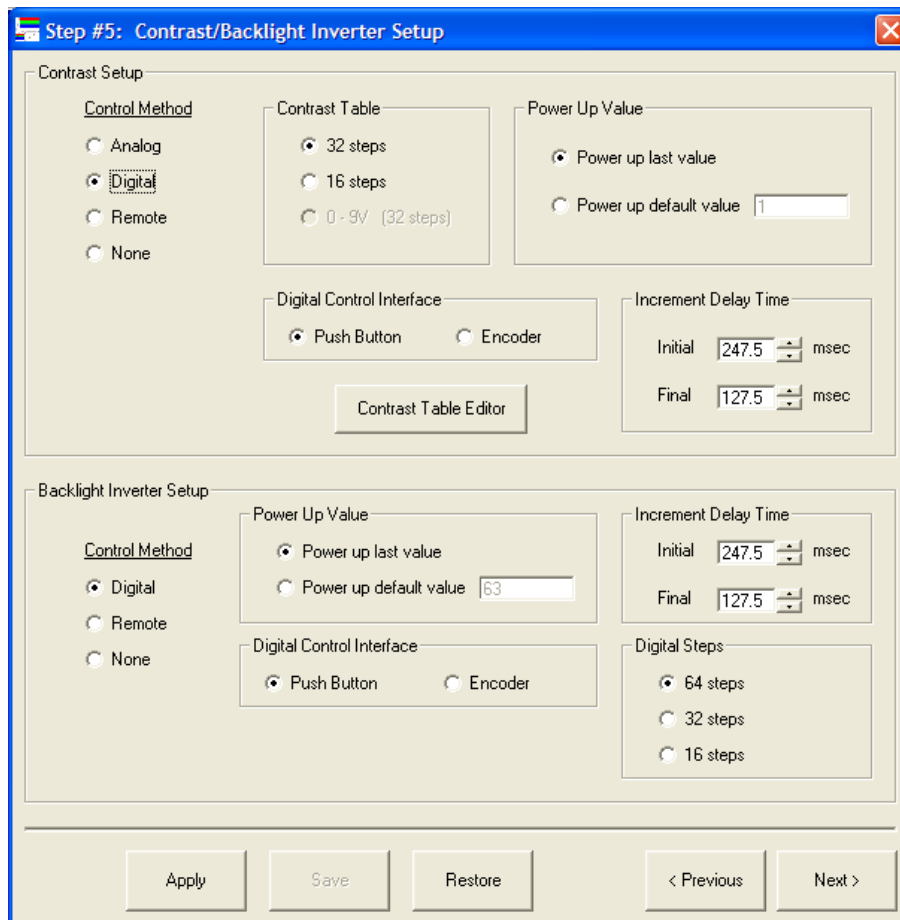 Step #5: Contrast/Backlight Inverter Setup
Contrast Setup
Control Method
Analog
Digital
Remote
None
Contrast Table
32 steps
16 steps
0 - 9V (32 steps)
Power Up Value
Power up last value
Power up default value 1
Digital Control Interface
Push Button Encoder
Contrast Table Editor
Increment Delay Time
Initial 247.5 msec
Final 127.5 msec
Backlight Inverter Setup
Control Method
Digital
Remote
None
Power Up Value
Power up last value
Power up default value 63
Digital Control Interface
Push Button Encoder
Increment Delay Time
Initial 247.5 msec
Final 127.5 msec
Digital Steps
64 steps
32 steps
16 steps
Apply Save Restore < Previous Next >